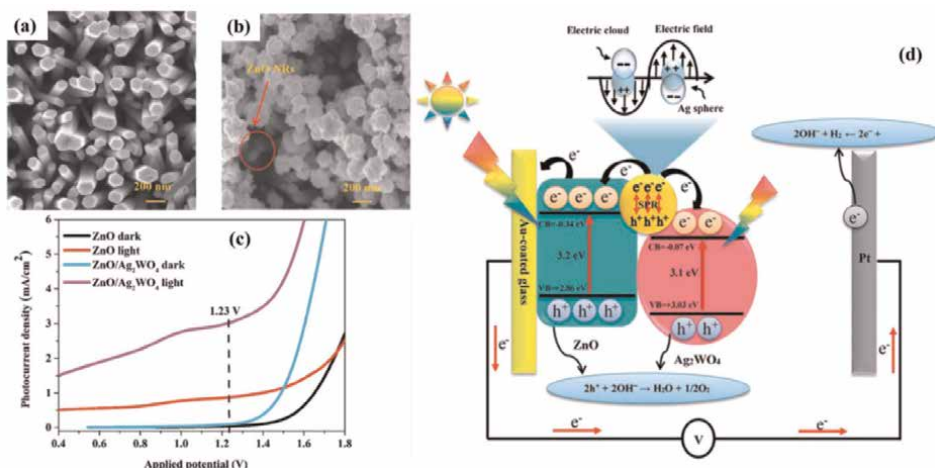 (a)
200 nm
(b)
ZnO NRs
200 nm
(c)
ZnO dark
ZnO light
ZnO/Ag₂WO₄ dark
ZnO/Ag₂WO₄ light
1.23 V
Photocurrent density (mA/cm²)
6
5
4
3
2
1
0
0.4 0.6 0.8 1.0 1.2 1.4 1.6 1.8
Applied potential (V)
(d)
Electric cloud
Electric field
Ag sphere
-- ++ ++ --
2OH⁻ + H₂ ← 2e⁻ +
Au-coated glass
e⁻ e⁻ e⁻
e⁻ e⁻ e⁻
CB=-0.34 eV
3.2 eV
h⁺ h⁺ h⁺
ZnO
e⁻ e⁻ e⁻
SPR
h⁺ h⁺ h⁺
e⁻
e⁻ e⁻
CB=-0.07 eV
3.1 eV
VB=+3.03 eV
h⁺ h⁺
Ag₂WO₄
e⁻
Pt
2h⁺ + 2OH⁻ → H₂O + 1/2O₂
e⁻
e⁻
e⁻
V
e⁻